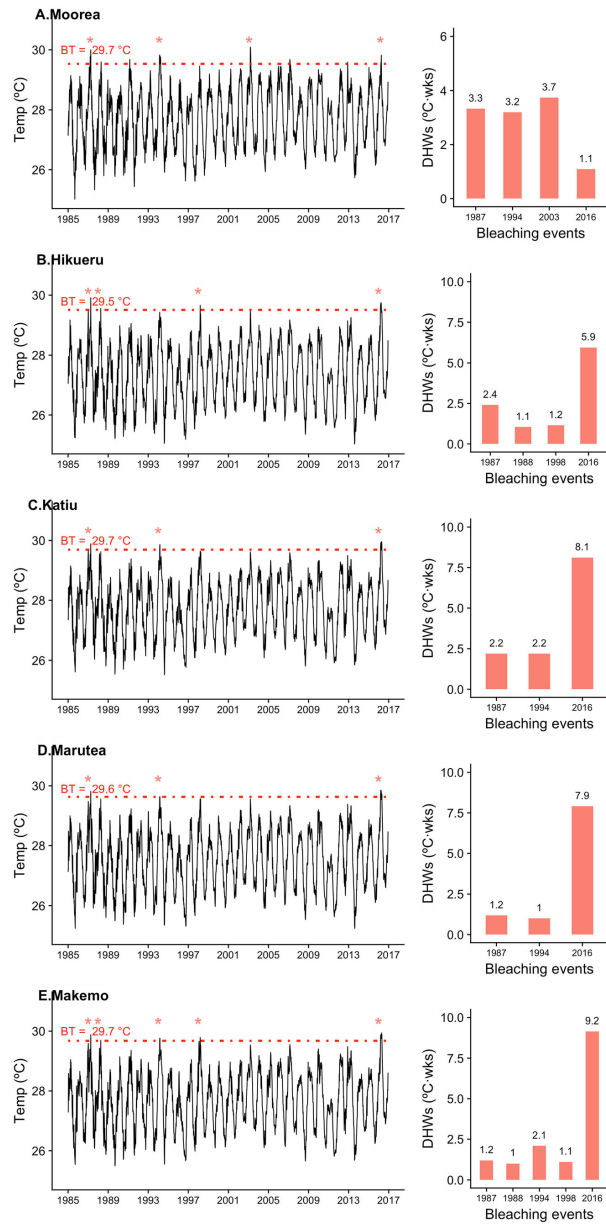 A.Moorea
* * * *
BT = 29.7 °C
Temp (ºC)
30
28
26
1985 1989 1993 1997 2001 2005 2009 2013 2017
DHWs (ºC·wks)
6
4
2
0
3.3 3.2 3.7 1.1
1987 1994 2003 2016
Bleaching events
B.Hikueru
* * * *
BT = 29.5 °C
Temp (ºC)
30
28
26
1985 1989 1993 1997 2001 2005 2009 2013 2017
DHWs (ºC·wks)
10.0
7.5
5.0
2.5
0.0
2.4 1.1 1.2 5.9
1987 1988 1998 2016
Bleaching events
C.Katiu
* * *
BT = 29.7 °C
Temp (ºC)
30
28
26
1985 1989 1993 1997 2001 2005 2009 2013 2017
DHWs (ºC·wks)
10.0
7.5
5.0
2.5
0.0
2.2 2.2 8.1
1987 1994 2016
Bleaching events
D.Marutea
* * *
BT = 29.6 °C
Temp (ºC)
30
28
26
1985 1989 1993 1997 2001 2005 2009 2013 2017
DHWs (ºC·wks)
10.0
7.5
5.0
2.5
0.0
1.2 1 7.9
1987 1994 2016
Bleaching events
E.Makemo
* * * * *
BT = 29.7 °C
Temp (ºC)
30
28
26
1985 1989 1993 1997 2001 2005 2009 2013 2017
DHWs (ºC·wks)
10.0
7.5
5.0
2.5
0.0
1.2 1 2.1 1.1 9.2
1987 1988 1994 1998 2016
Bleaching events